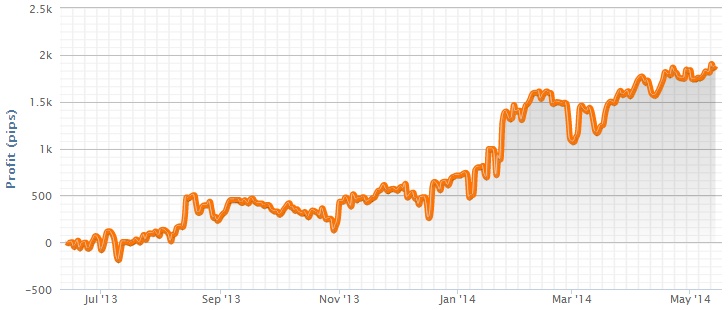 2.5k
2k
1.5k
1k
500
0
-500
Profit (pips)
Jul '13 Sep '13 Nov '13 Jan '14 Mar '14 May '14